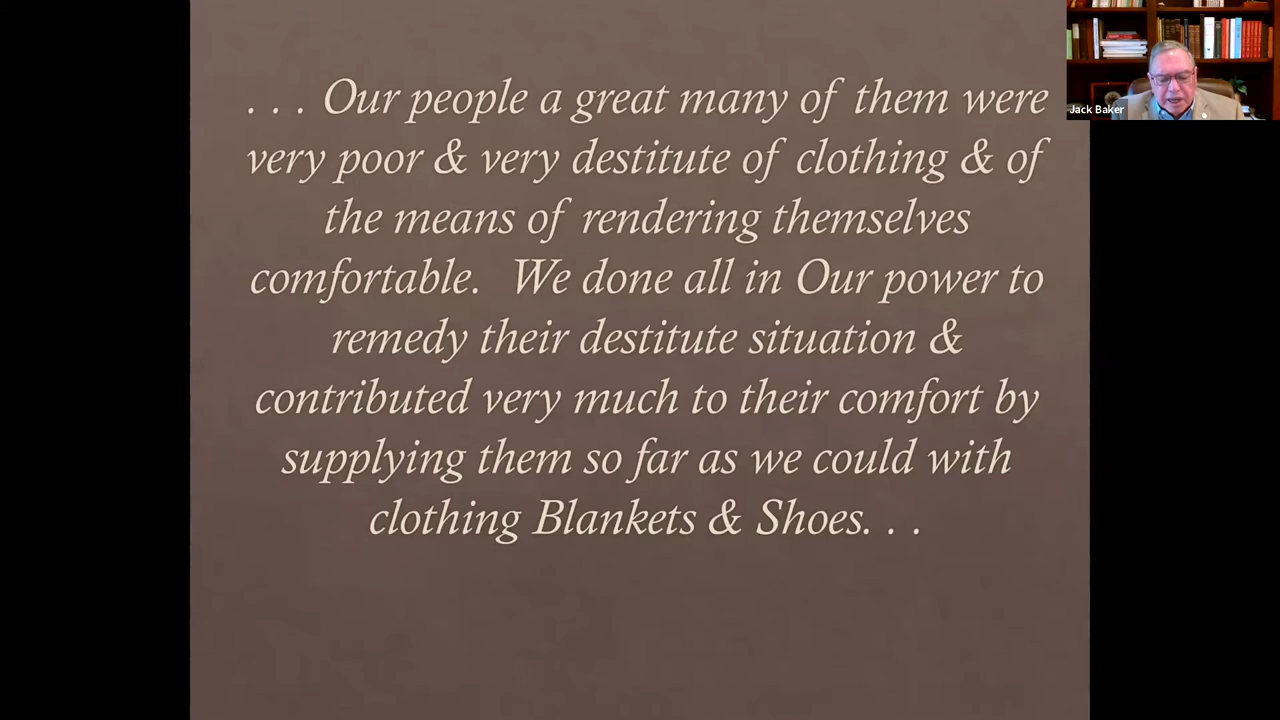 . . . Our people a great many of them were
very poor & very destitute of clothing & of
the means of rendering themselves
comfortable. We done all in Our power to
remedy their destitute situation &
contributed very much to their comfort by
supplying them so far as we could with
clothing Blankets & Shoes. . .
Jack Baker